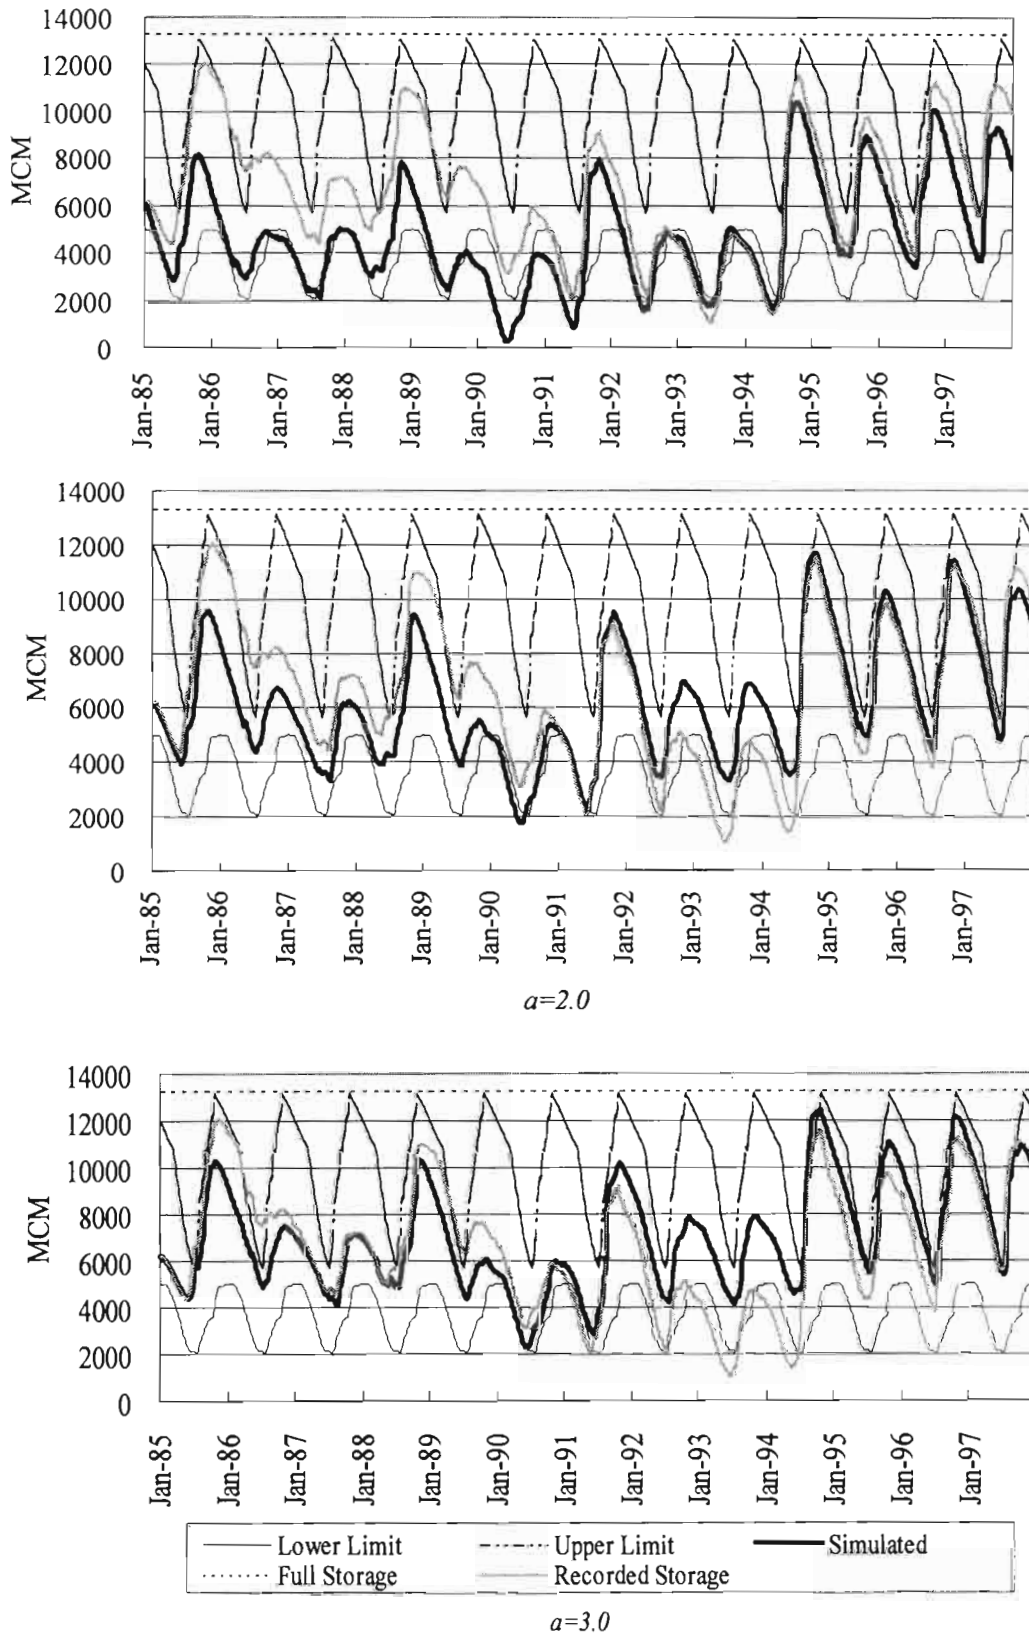 14000
12000
10000
8000
6000
4000
2000
0
MCM
Jan-85
Jan-86
Jan-87
Jan-88
Jan-89
Jan-90
Jan-91
Jan-92
Jan-93
Jan-94
Jan-95
Jan-96
Jan-97
14000
12000
10000
8000
6000
4000
2000
0
MCM
Jan-85
Jan-86
Jan-87
Jan-88
Jan-89
Jan-90
Jan-91
Jan-92
Jan-93
Jan-94
Jan-95
Jan-96
Jan-97
a=2.0
14000
12000
10000
8000
6000
4000
2000
0
MCM
Jan-85
Jan-86
Jan-87
Jan-88
Jan-89
Jan-90
Jan-91
Jan-92
Jan-93
Jan-94
Jan-95
Jan-96
Jan-97
Lower Limit Upper Limit Simulated
Full Storage Recorded Storage
a=3.0